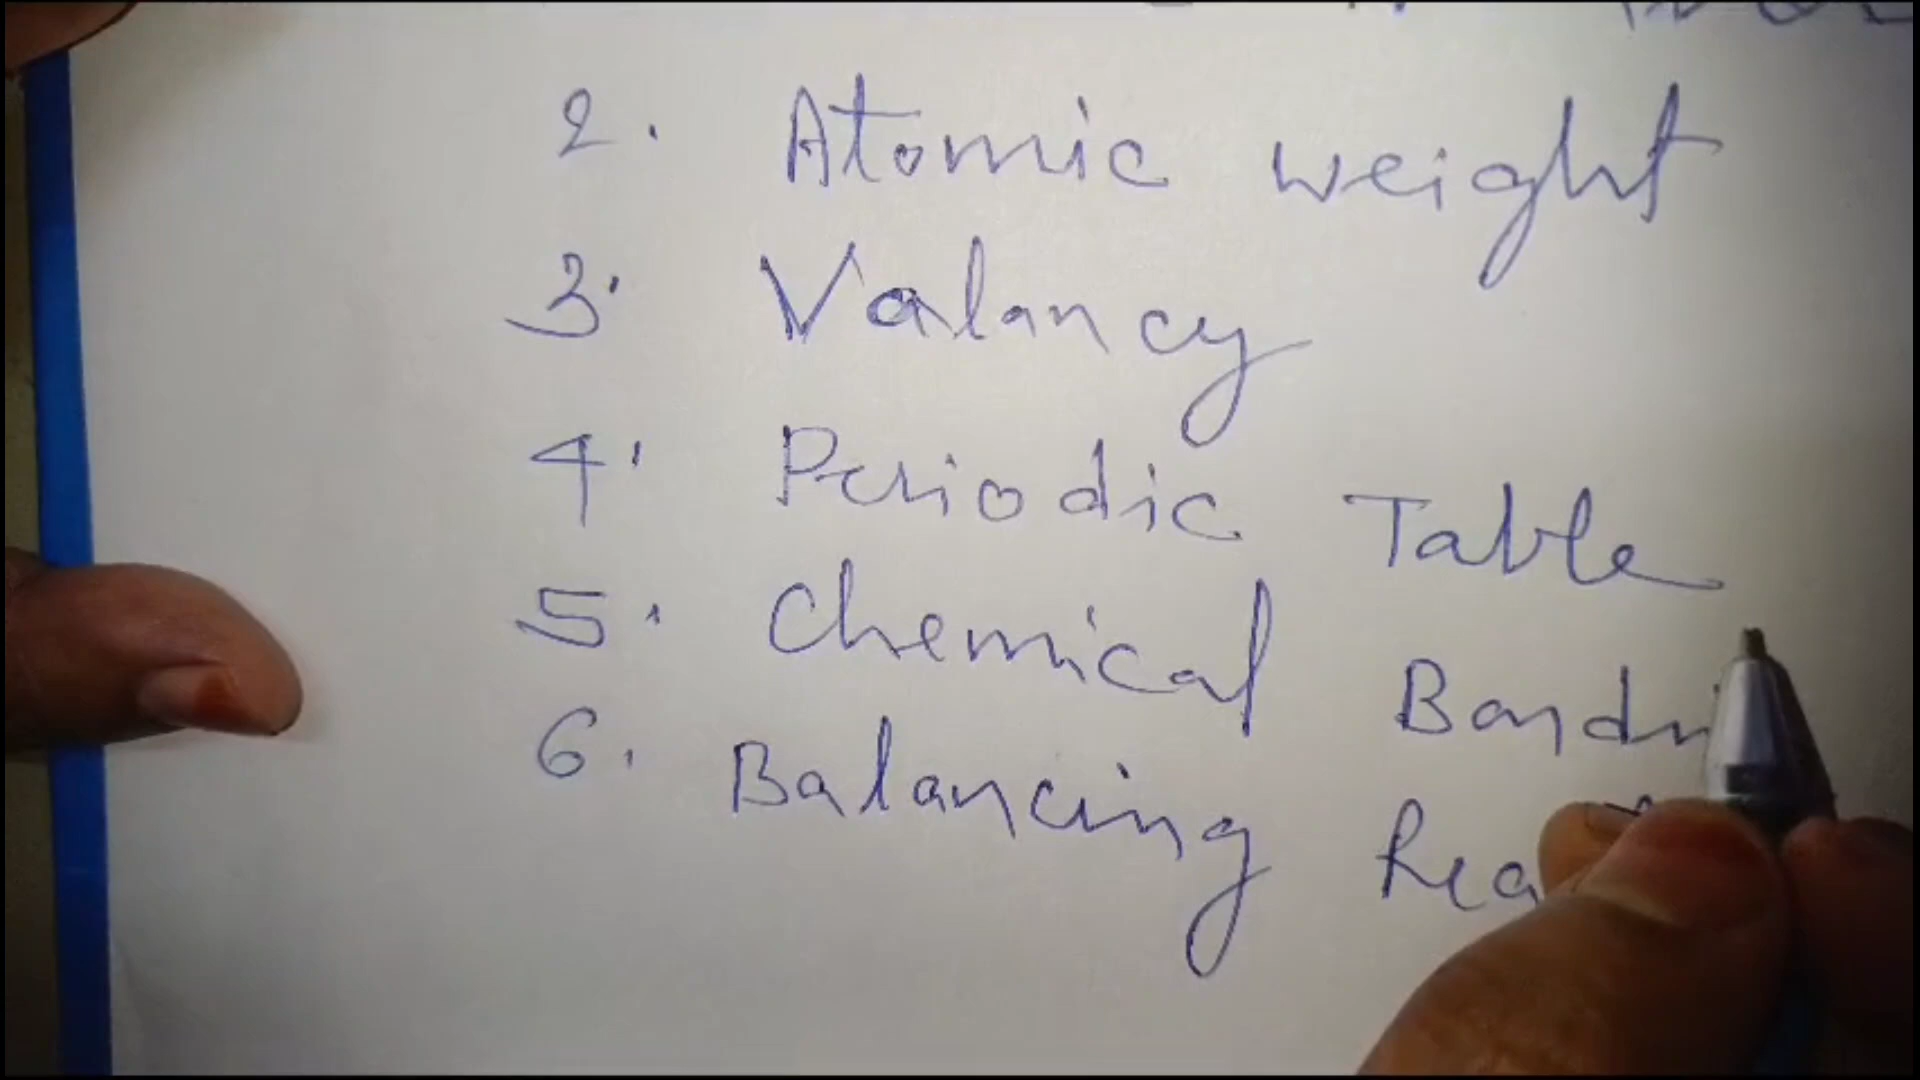 2. Atomic weight
3. Valancy
4. Periodic Table
5. Chemical
6. Balancing